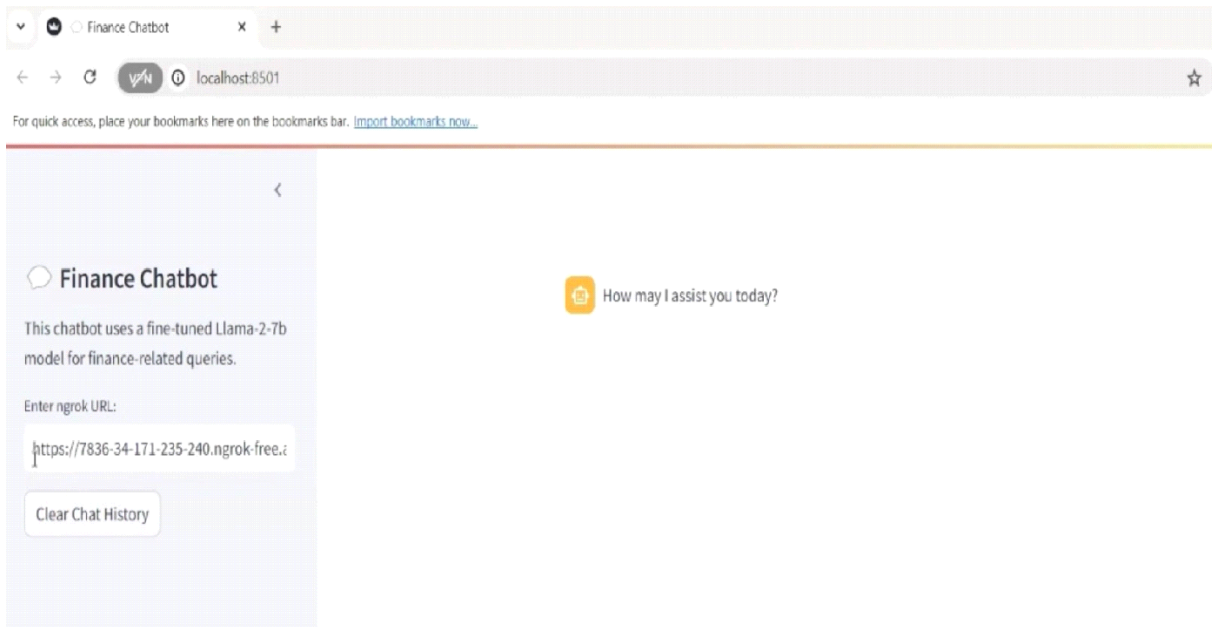 Finance Chatbot
VPN localhost:8501
For quick access, place your bookmarks here on the bookmarks bar. Import bookmarks now...
Finance Chatbot
How may I assist you today?
This chatbot uses a fine-tuned Llama-2-7b
model for finance-related queries.
Enter ngrok URL:
https://7836-34-171-235-240.ngrok-free.a
Clear Chat History